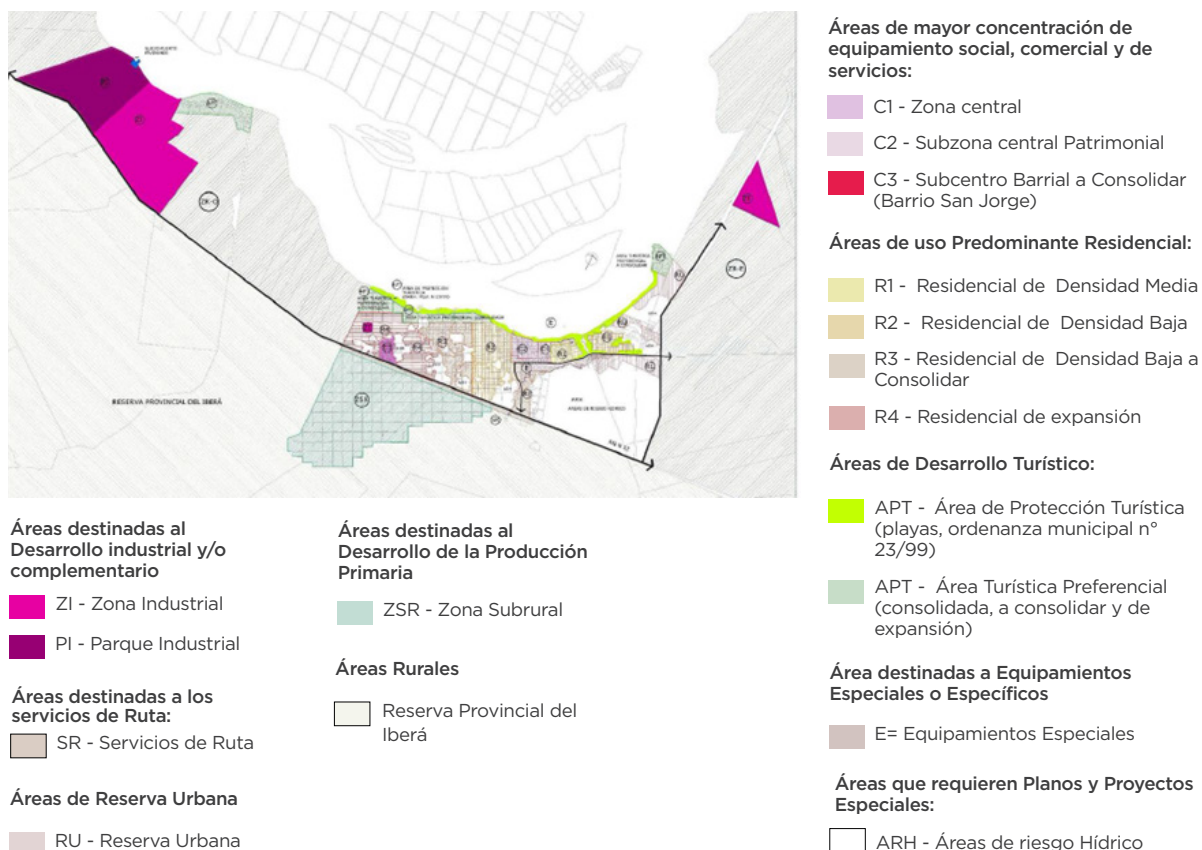 ZR-O
ZR-E
RESERVA PROVINCIAL DEL IBERÁ
ZSR
Áreas de mayor concentración de
equipamiento social, comercial y de
servicios:
C1 - Zona central
C2 - Subzona central Patrimonial
C3 - Subcentro Barrial a Consolidar
(Barrio San Jorge)
Áreas de uso Predominante Residencial:
R1 - Residencial de Densidad Media
R2 - Residencial de Densidad Baja
R3 - Residencial de Densidad Baja a
Consolidar
R4 - Residencial de expansión
Áreas de Desarrollo Turístico:
APT - Área de Protección Turística
(playas, ordenanza municipal n°
23/99)
APT - Área Turística Preferencial
(consolidada, a consolidar y de
expansión)
Área destinadas a Equipamientos
Especiales o Específicos
E= Equipamientos Especiales
Áreas que requieren Planos y Proyectos
Especiales:
ARH - Áreas de riesgo Hídrico
Áreas destinadas al
Desarrollo industrial y/o
complementario
ZI - Zona Industrial
PI - Parque Industrial
Áreas destinadas a los
servicios de Ruta:
SR - Servicios de Ruta
Áreas de Reserva Urbana
RU - Reserva Urbana
Áreas destinadas al
Desarrollo de la Producción
Primaria
ZSR - Zona Subrural
Áreas Rurales
Reserva Provincial del
Iberá